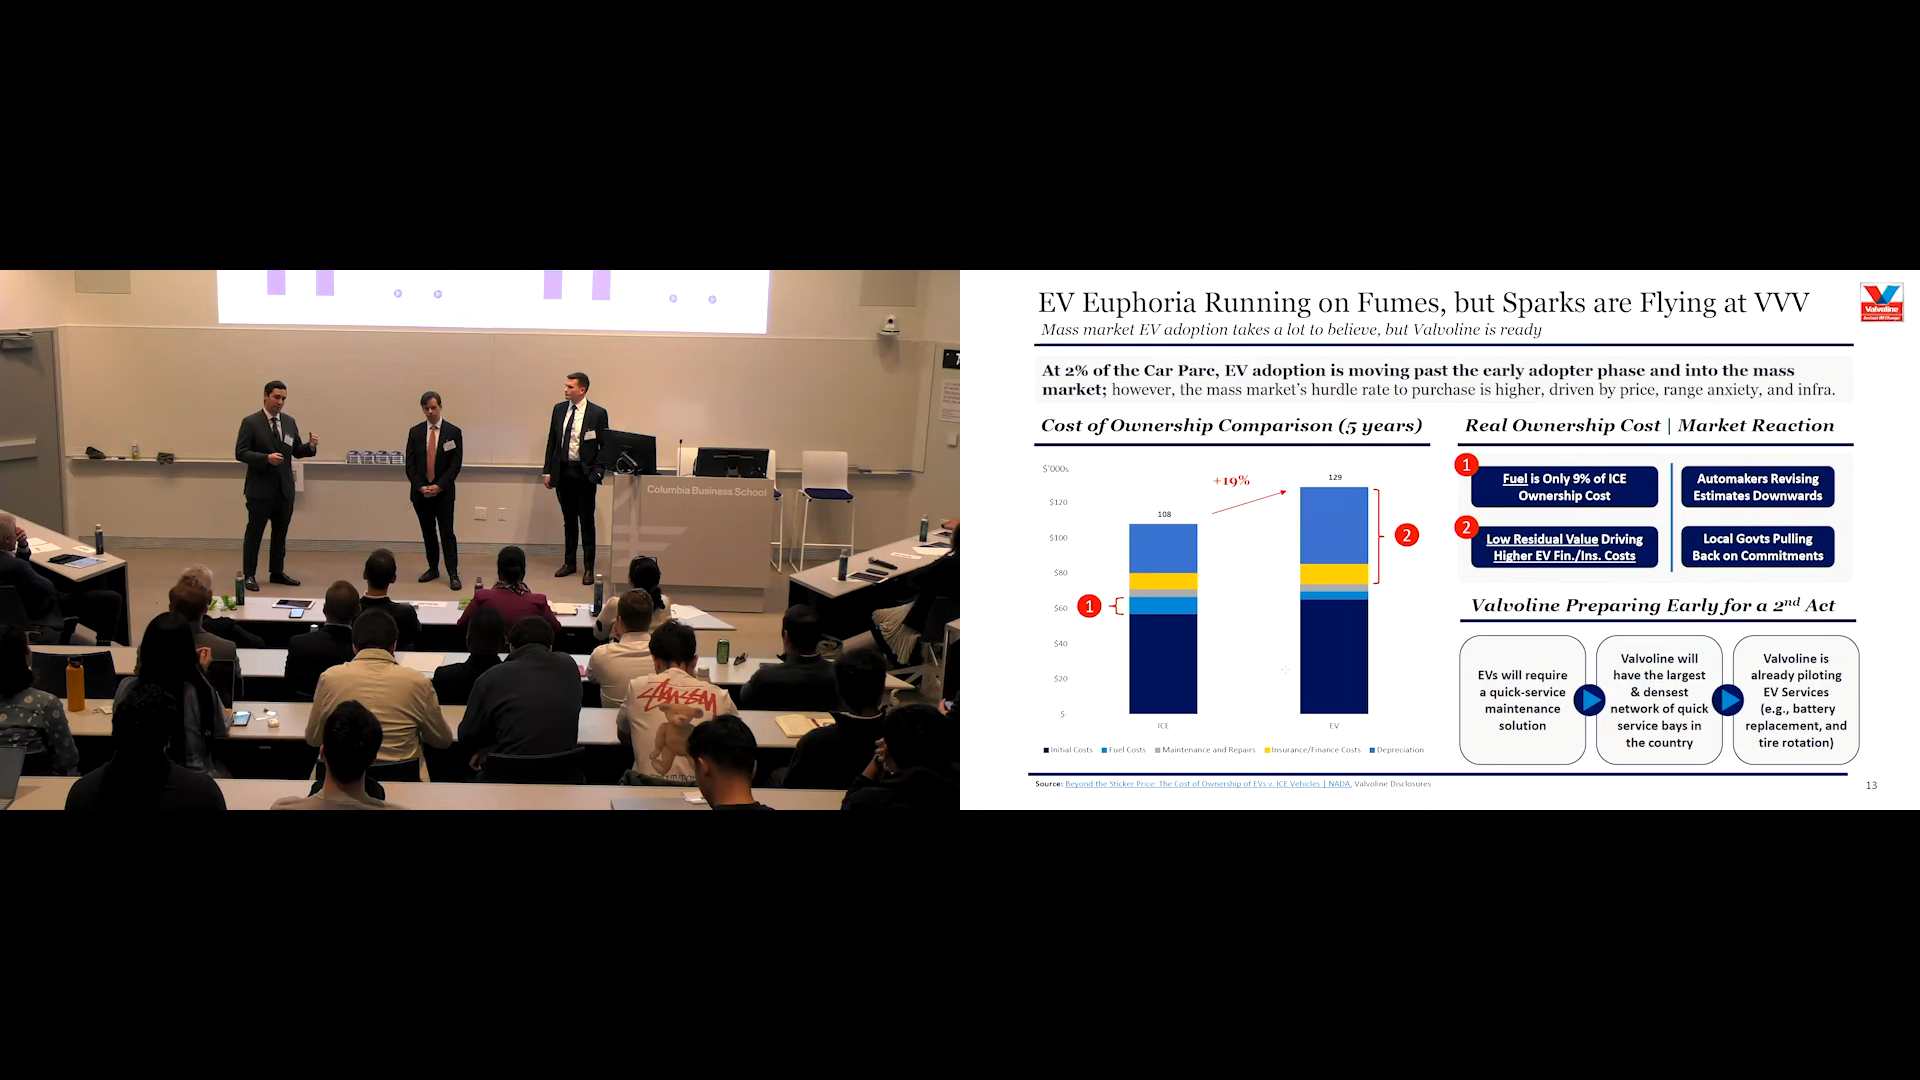 Columbia Business School
STUSSY
EV Euphoria Running on Fumes, but Sparks are Flying at VVV
Mass market EV adoption takes a lot to believe, but Valvoline is ready
Valvoline
Instant Oil Change
At 2% of the Car Parc, EV adoption is moving past the early adopter phase and into the mass
market; however, the mass market's hurdle rate to purchase is higher, driven by price, range anxiety, and infra.
Cost of Ownership Comparison (5 years)
$'000s
$120
$100
$80
$60
$40
$20
$-
108
+19%
129
1
2
ICE
EV
Initial Costs
Fuel Costs
Maintenance and Repairs
Insurance/Finance Costs
Depreciation
Real Ownership Cost | Market Reaction
1
Fuel is Only 9% of ICE
Ownership Cost
Automakers Revising
Estimates Downwards
2
Low Residual Value Driving
Higher EV Fin./Ins. Costs
Local Govts Pulling
Back on Commitments
Valvoline Preparing Early for a 2nd Act
EVs will require
a quick-service
maintenance
solution
Valvoline will
have the largest
& densest
network of quick
service bays in
the country
Valvoline is
already piloting
EV Services
(e.g., battery
replacement, and
tire rotation)
Source: Beyond the Sticker Price: The Cost of Ownership of EVs v. ICE Vehicles | NADA, Valvoline Disclosures
13